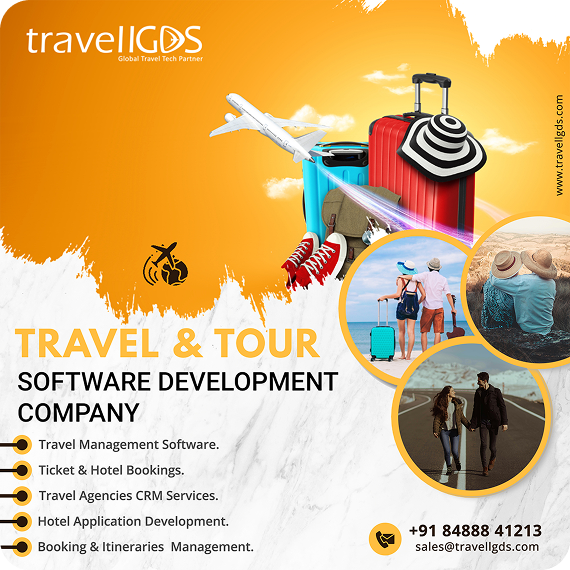 travellGDS
Global Travel Tech Partner
www.travellgds.com
TRAVEL & TOUR
SOFTWARE DEVELOPMENT
COMPANY
Travel Management Software.
Ticket & Hotel Bookings.
Travel Agencies CRM Services.
Hotel Application Development.
Booking & Itineraries Management.
+91 84888 41213
sales@travellgds.com